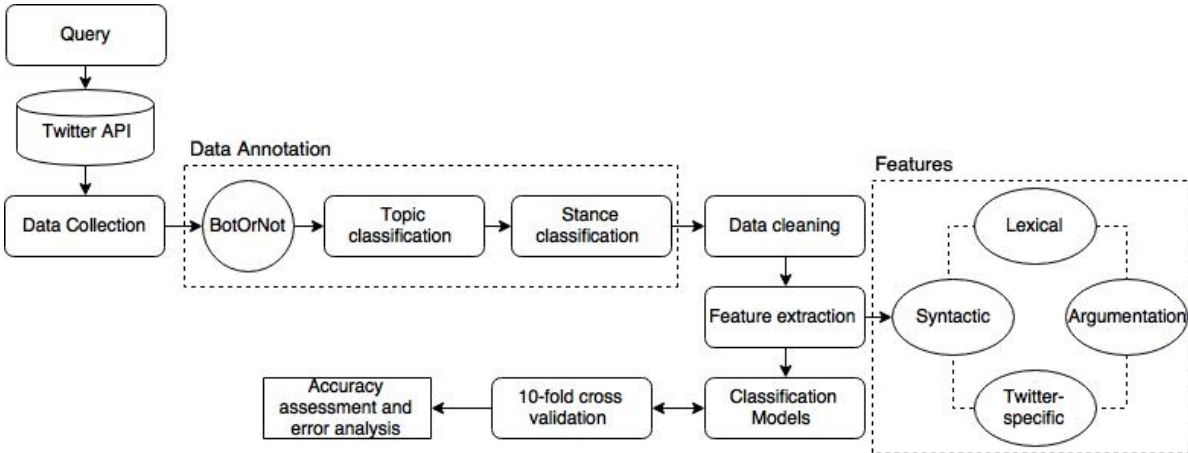 Query
Twitter API
Data Collection
Data Annotation
BotOrNot
Topic
classification
Stance
classification
Data cleaning
Feature extraction
Classification
Models
10-fold cross
validation
Accuracy
assessment and
error analysis
Features
Lexical
Syntactic
Argumentation
Twitter-
specific